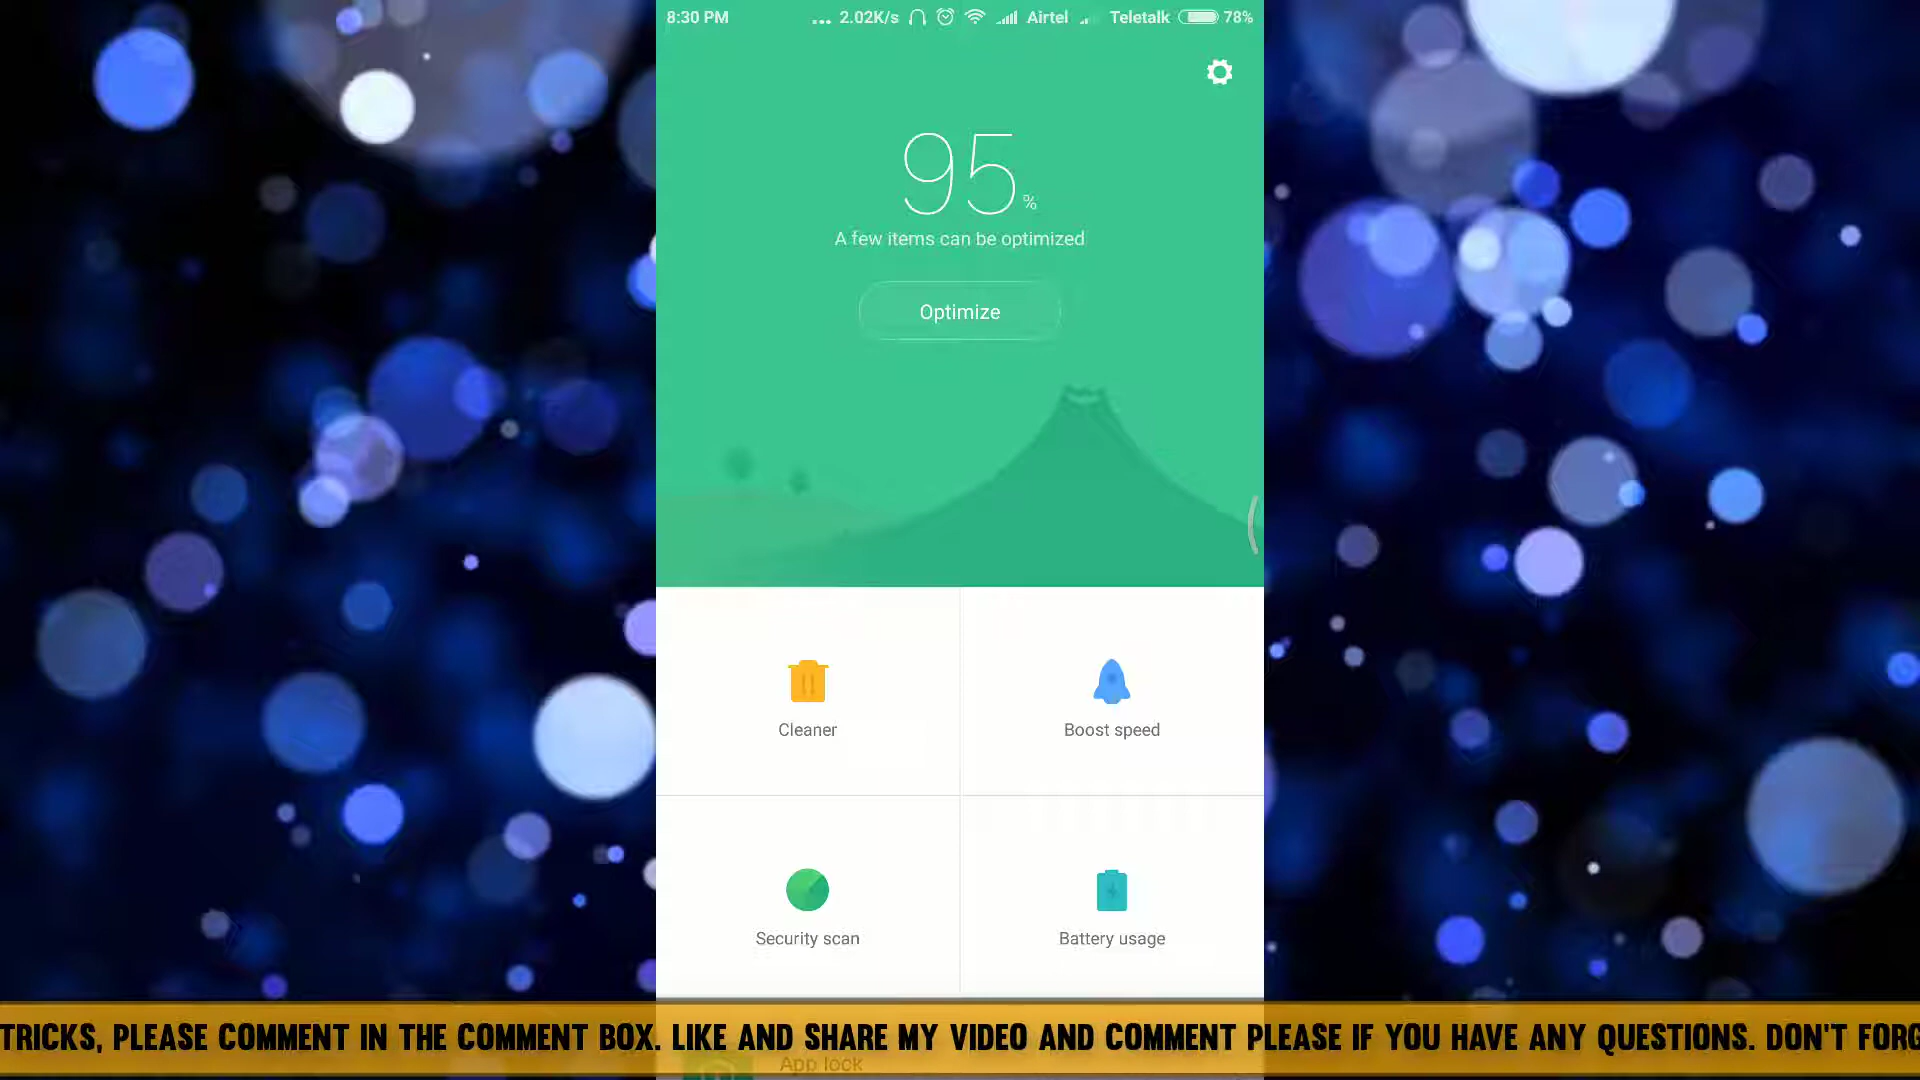 8:30 PM ... 2.02K/s Airtel Teletalk 78%
95%
A few items can be optimized
Optimize
Cleaner Boost speed
Security scan Battery usage
TRICKS, PLEASE COMMENT IN THE COMMENT BOX. LIKE AND SHARE MY VIDEO AND COMMENT PLEASE IF YOU HAVE ANY QUESTIONS. DON'T FORG
App lock